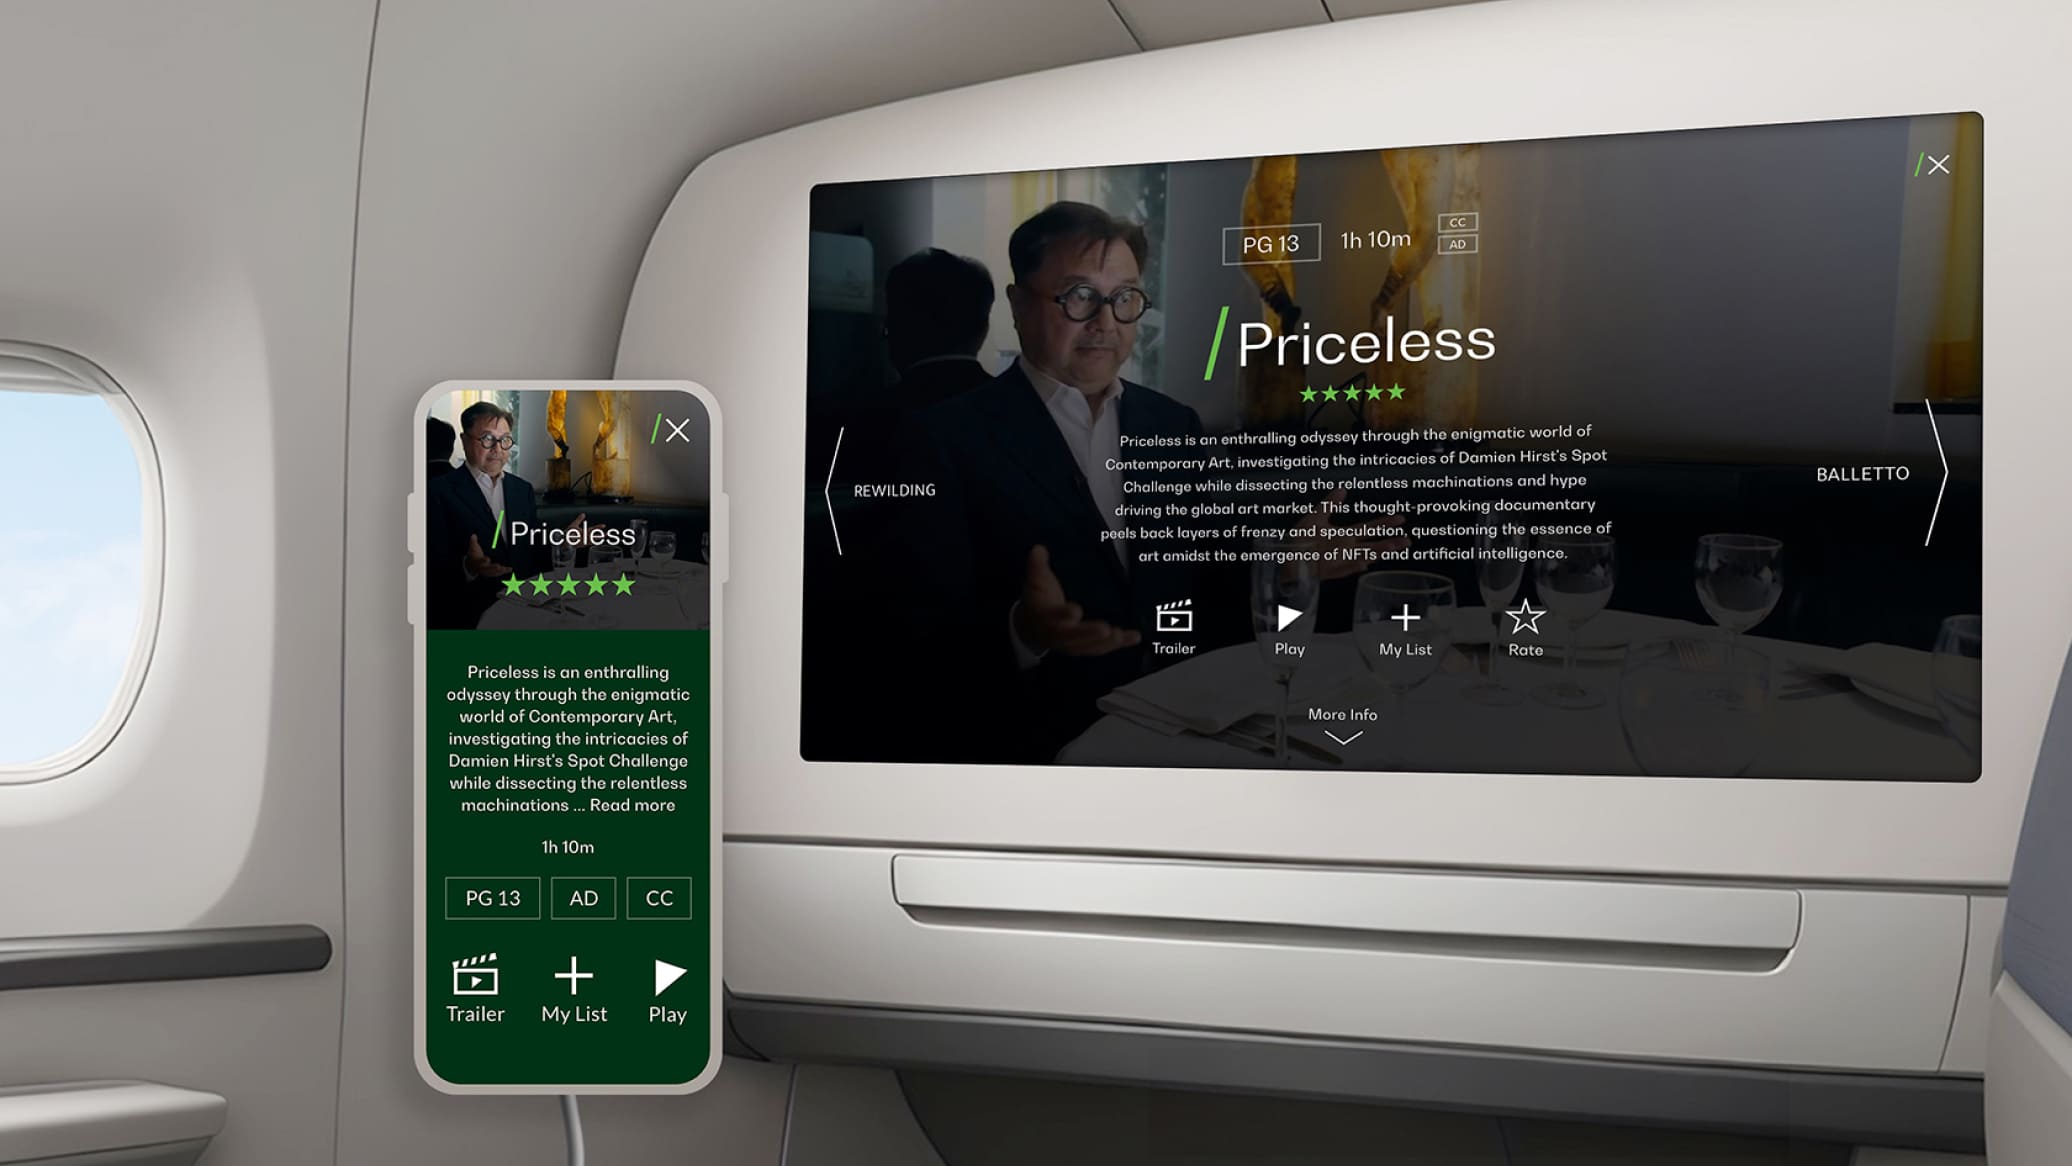 /X
/Priceless
Priceless is an enthralling
odyssey through the enigmatic
world of Contemporary Art,
investigating the intricacies of
Damien Hirst's Spot Challenge
while dissecting the relentless
machinations ... Read more
1h 10m
PG 13 AD CC
Trailer My List Play
/X
PG 13 1h 10m CC
AD
/Priceless
Priceless is an enthralling odyssey through the enigmatic world of
Contemporary Art, investigating the intricacies of Damien Hirst's Spot
Challenge while dissecting the relentless machinations and hype
driving the global art market. This thought-provoking documentary
peels back layers of frenzy and speculation, questioning the essence of
art amidst the emergence of NFTs and artificial intelligence.
REWILDING
BALLETTO
Trailer Play My List Rate
More Info